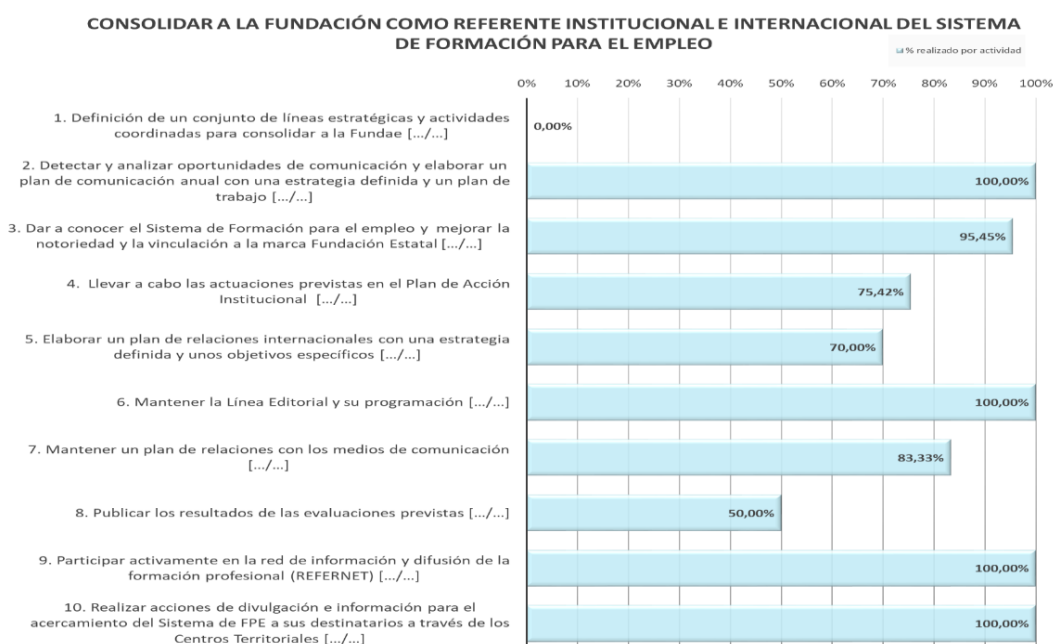 CONSOLIDAR A LA FUNDACIÓN COMO REFERENTE INSTITUCIONAL E INTERNACIONAL DEL SISTEMA
DE FORMACIÓN PARA EL EMPLEO
% realizado por actividad
0% 10% 20% 30% 40% 50% 60% 70% 80% 90% 100%
1. Definición de un conjunto de líneas estratégicas y actividades
coordinadas para consolidar a la Fundae [.../...]
0,00%
2. Detectar y analizar oportunidades de comunicación y elaborar un
plan de comunicación anual con una estrategia definida y un plan de
trabajo [.../...]
100,00%
3. Dar a conocer el Sistema de Formación para el empleo y mejorar la
notoriedad y la vinculación a la marca Fundación Estatal [.../...]
95,45%
4. Llevar a cabo las actuaciones previstas en el Plan de Acción
Institucional [.../...]
75,42%
5. Elaborar un plan de relaciones internacionales con una estrategia
definida y unos objetivos específicos [.../...]
70,00%
6. Mantener la Línea Editorial y su programación [.../...]
100,00%
7. Mantener un plan de relaciones con los medios de comunicación
[.../...]
83,33%
8. Publicar los resultados de las evaluaciones previstas [.../...]
50,00%
9. Participar activamente en la red de información y difusión de la
formación profesional (REFERNET) [.../...]
100,00%
10. Realizar acciones de divulgación e información para el
acercamiento del Sistema de FPE a sus destinatarios a través de los
Centros Territoriales [.../...]
100,00%